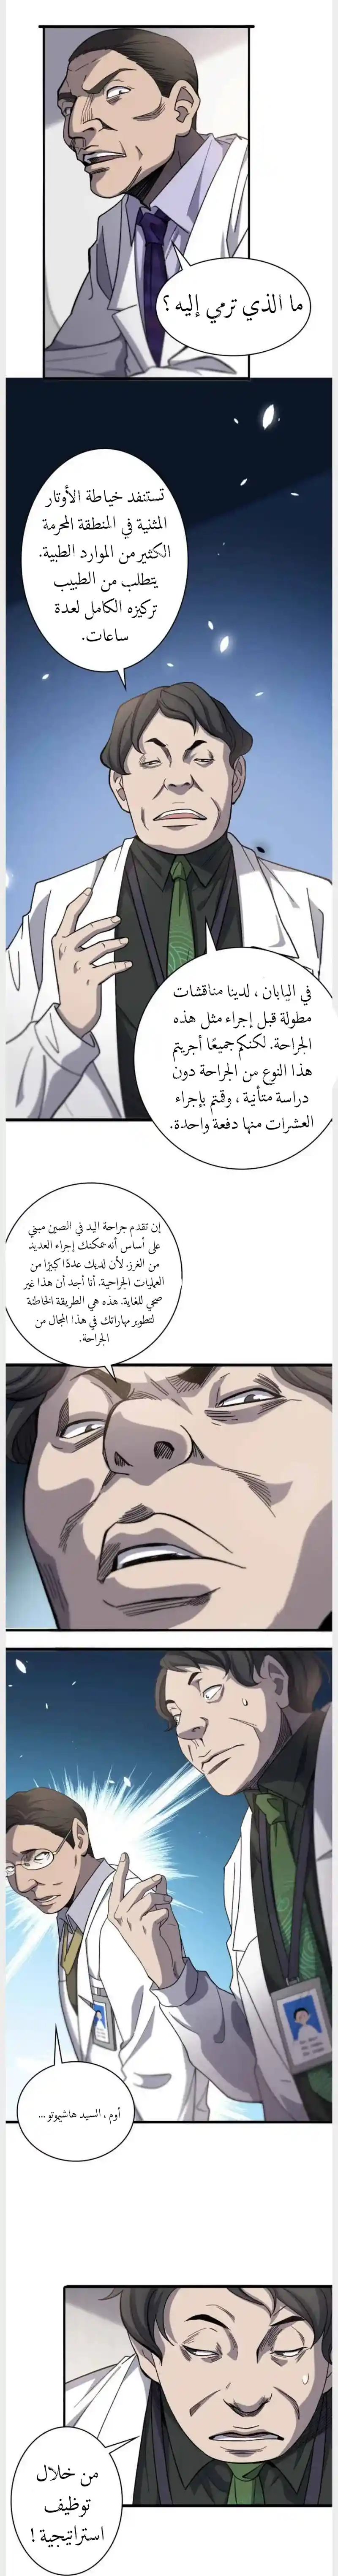 ما الذي ترمي إليه ؟
تستنفد خياطة الأوتار
المثنية في المنطقة المحرمة
الكثير من الموارد الطبية.
يتطلب من الطبيب
تركيزه الكامل لعدة
ساعات.
في اليابان ، لدينا مناقشات
مطولة قبل إجراء مثل هذه
الجراحة. لكنكم جميعًا أجريتم
هذا النوع من الجراحة دون
دراسة متأنية ، وقمتم بإجراء
العشرات منها دفعة واحدة.
إن تقدم جراحة اليد في الصين مبني
على أساس أنه يمكنك إجراء العديد
من الغرز. لأن لديك عددًا كبيرًا من
العمليات الجراحية. أنا أجد أن هذا غير
صحي للغاية. هذه هي الطريقة الخاطئة
لتطوير مهاراتك في هذا المجال من
الجراحة.
أوم ، السيد هاشيموتو ...
من خلال
توظيف
استراتيجية !